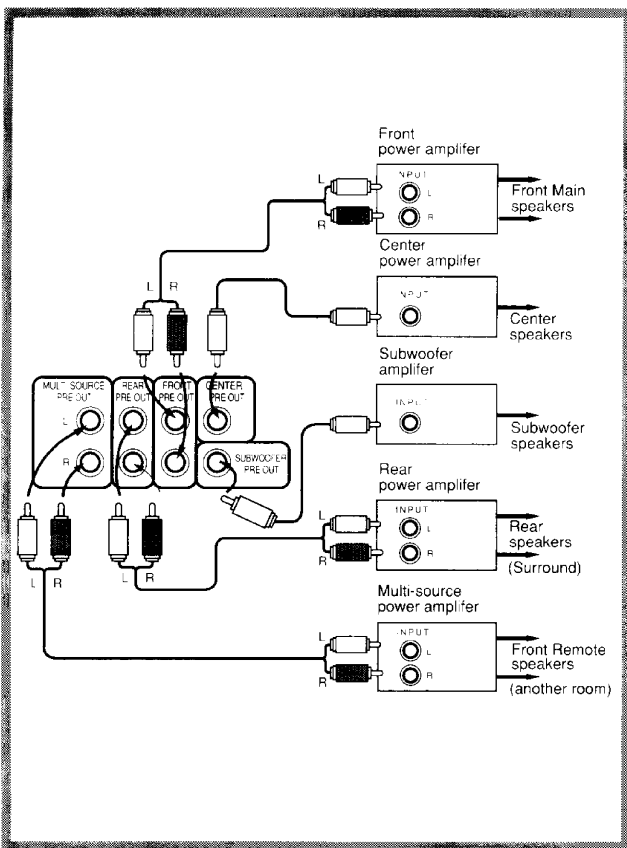 Front
power amplifer
INPUT
L
L
R
R
Front Main
speakers
Center
power amplifer
INPUT
Center
speakers
L R
Subwoofer
amplifer
INPUT
Subwoofer
speakers
MULTI SOURCE
PRE OUT
REAR
PRE OUT
FRONT
PRE OUT
CENTER
PRE OUT
L
R
SUBWOOFER
PRE OUT
Rear
power amplifer
INPUT
L
L
R
R
Rear
speakers
(Surround)
L R
L R
Multi-source
power amplifer
INPUT
L
L
R
R
Front Remote
speakers
(another room)